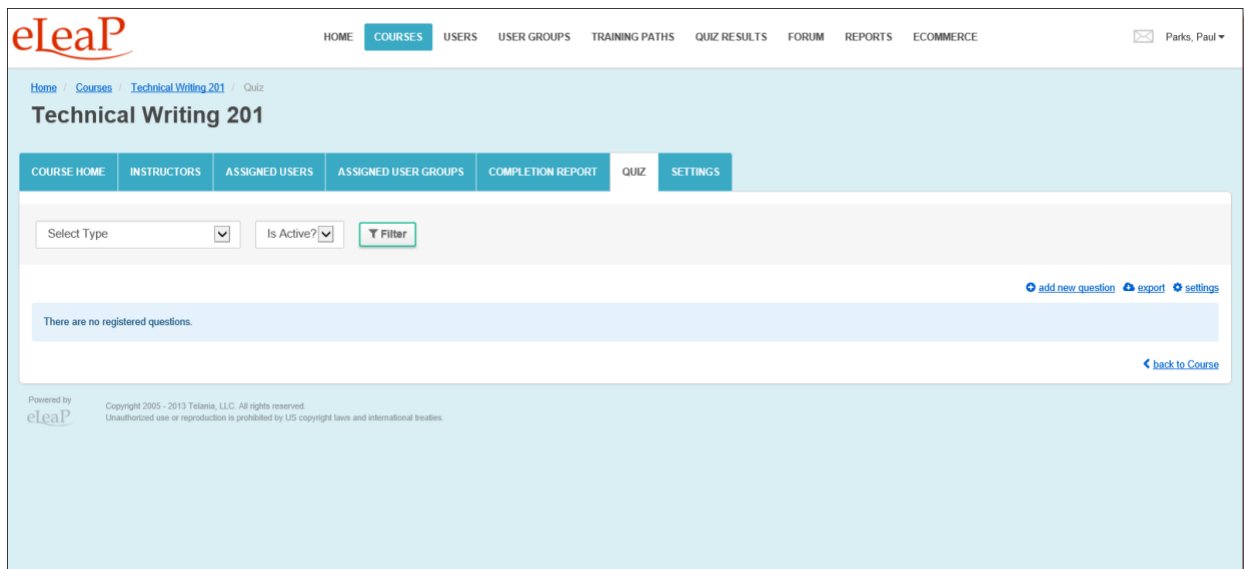 eLeaP
HOME COURSES USERS USER GROUPS TRAINING PATHS QUIZ RESULTS FORUM REPORTS ECOMMERCE Parks, Paul
Home / Courses / Technical Writing 201 / Quiz
Technical Writing 201
COURSE HOME INSTRUCTORS ASSIGNED USERS ASSIGNED USER GROUPS COMPLETION REPORT QUIZ SETTINGS
Select Type Is Active? Filter
add new question export settings
There are no registered questions.
back to Course
Powered by
eLeaP
Copyright 2005 - 2013 Telania, LLC. All rights reserved.
Unauthorized use or reproduction is prohibited by US copyright laws and international treaties.